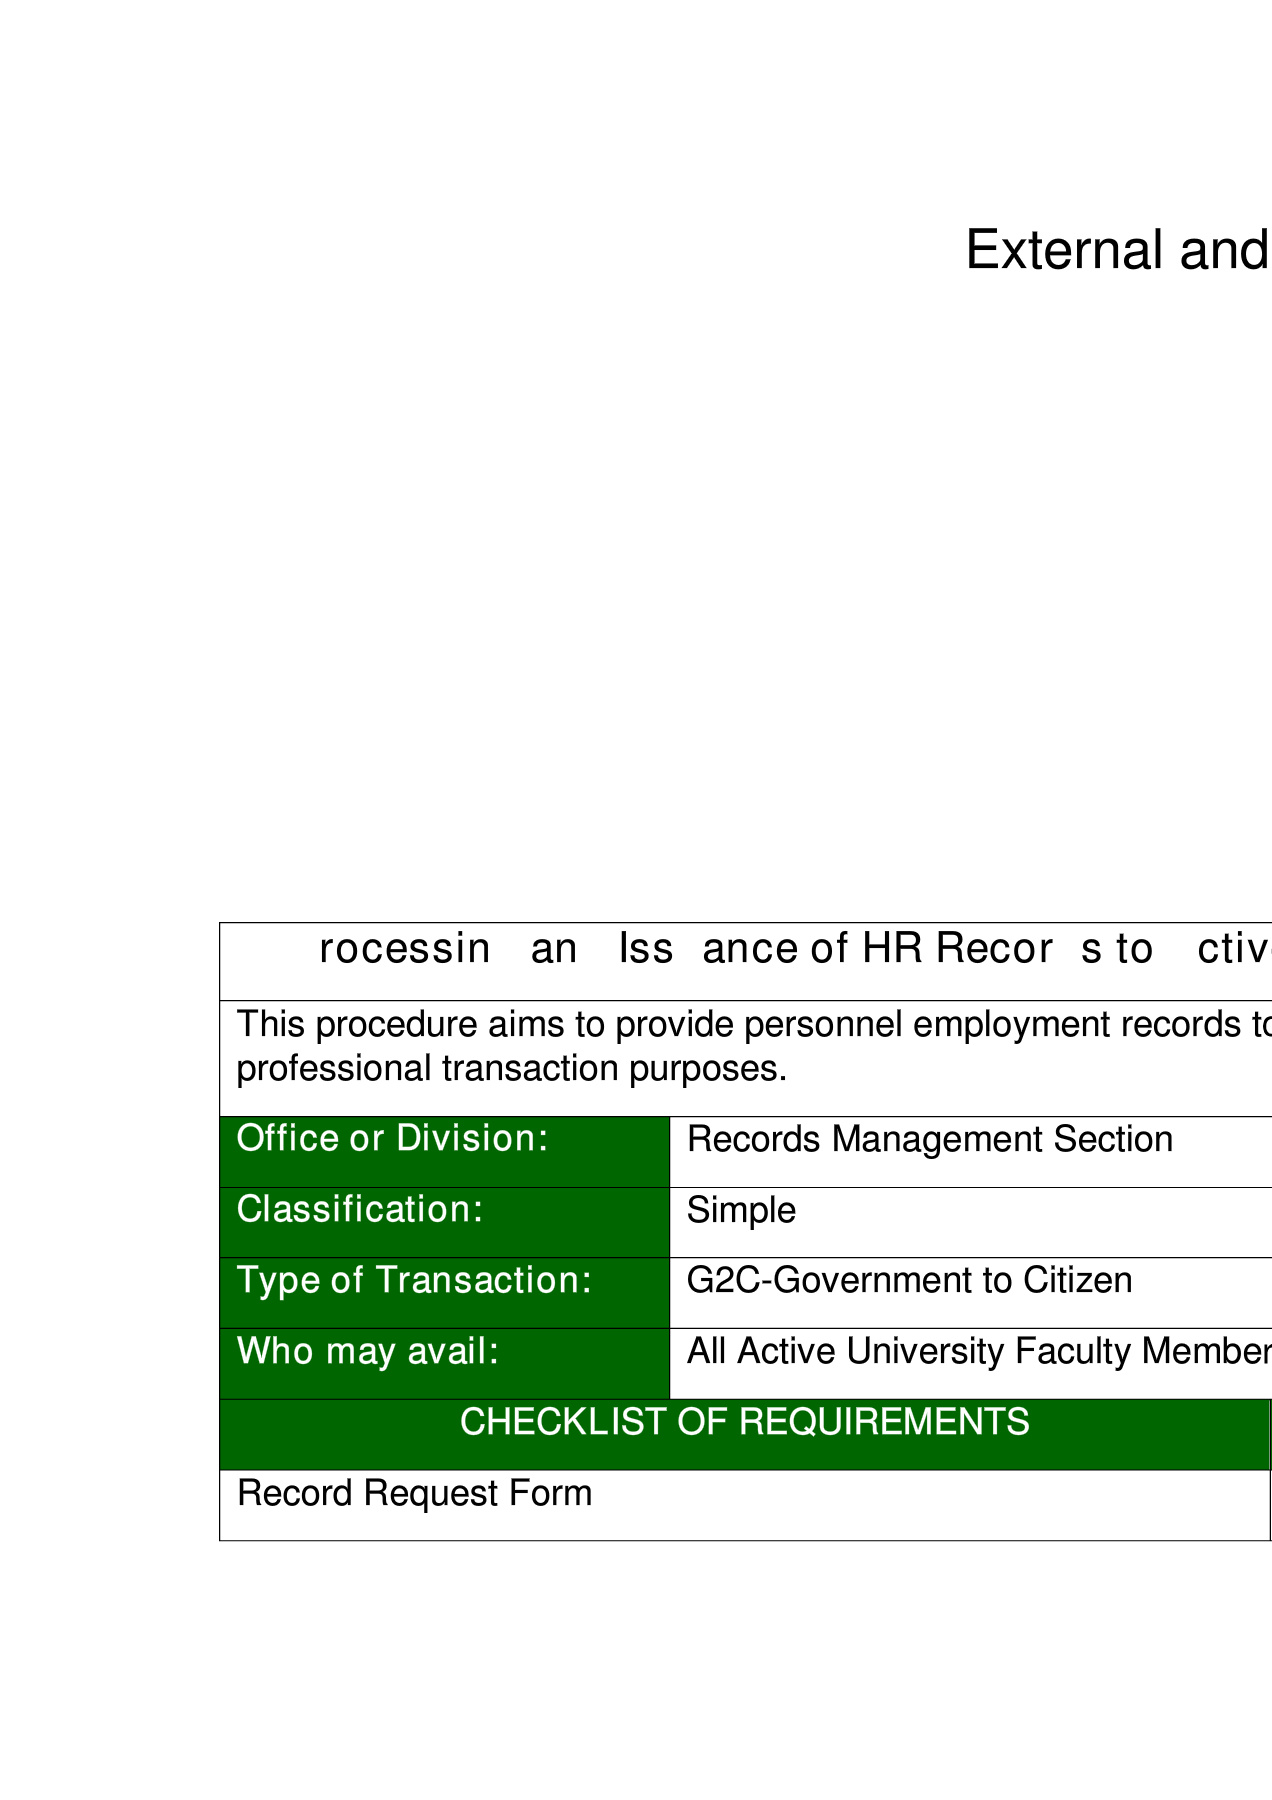 External and
rocessin an Iss ance of HR Recor s to ctiv
This procedure aims to provide personnel employment records to
professional transaction purposes.
Office or Division: Records Management Section
Classification: Simple
Type of Transaction: G2C-Government to Citizen
Who may avail: All Active University Faculty Member
CHECKLIST OF REQUIREMENTS
Record Request Form